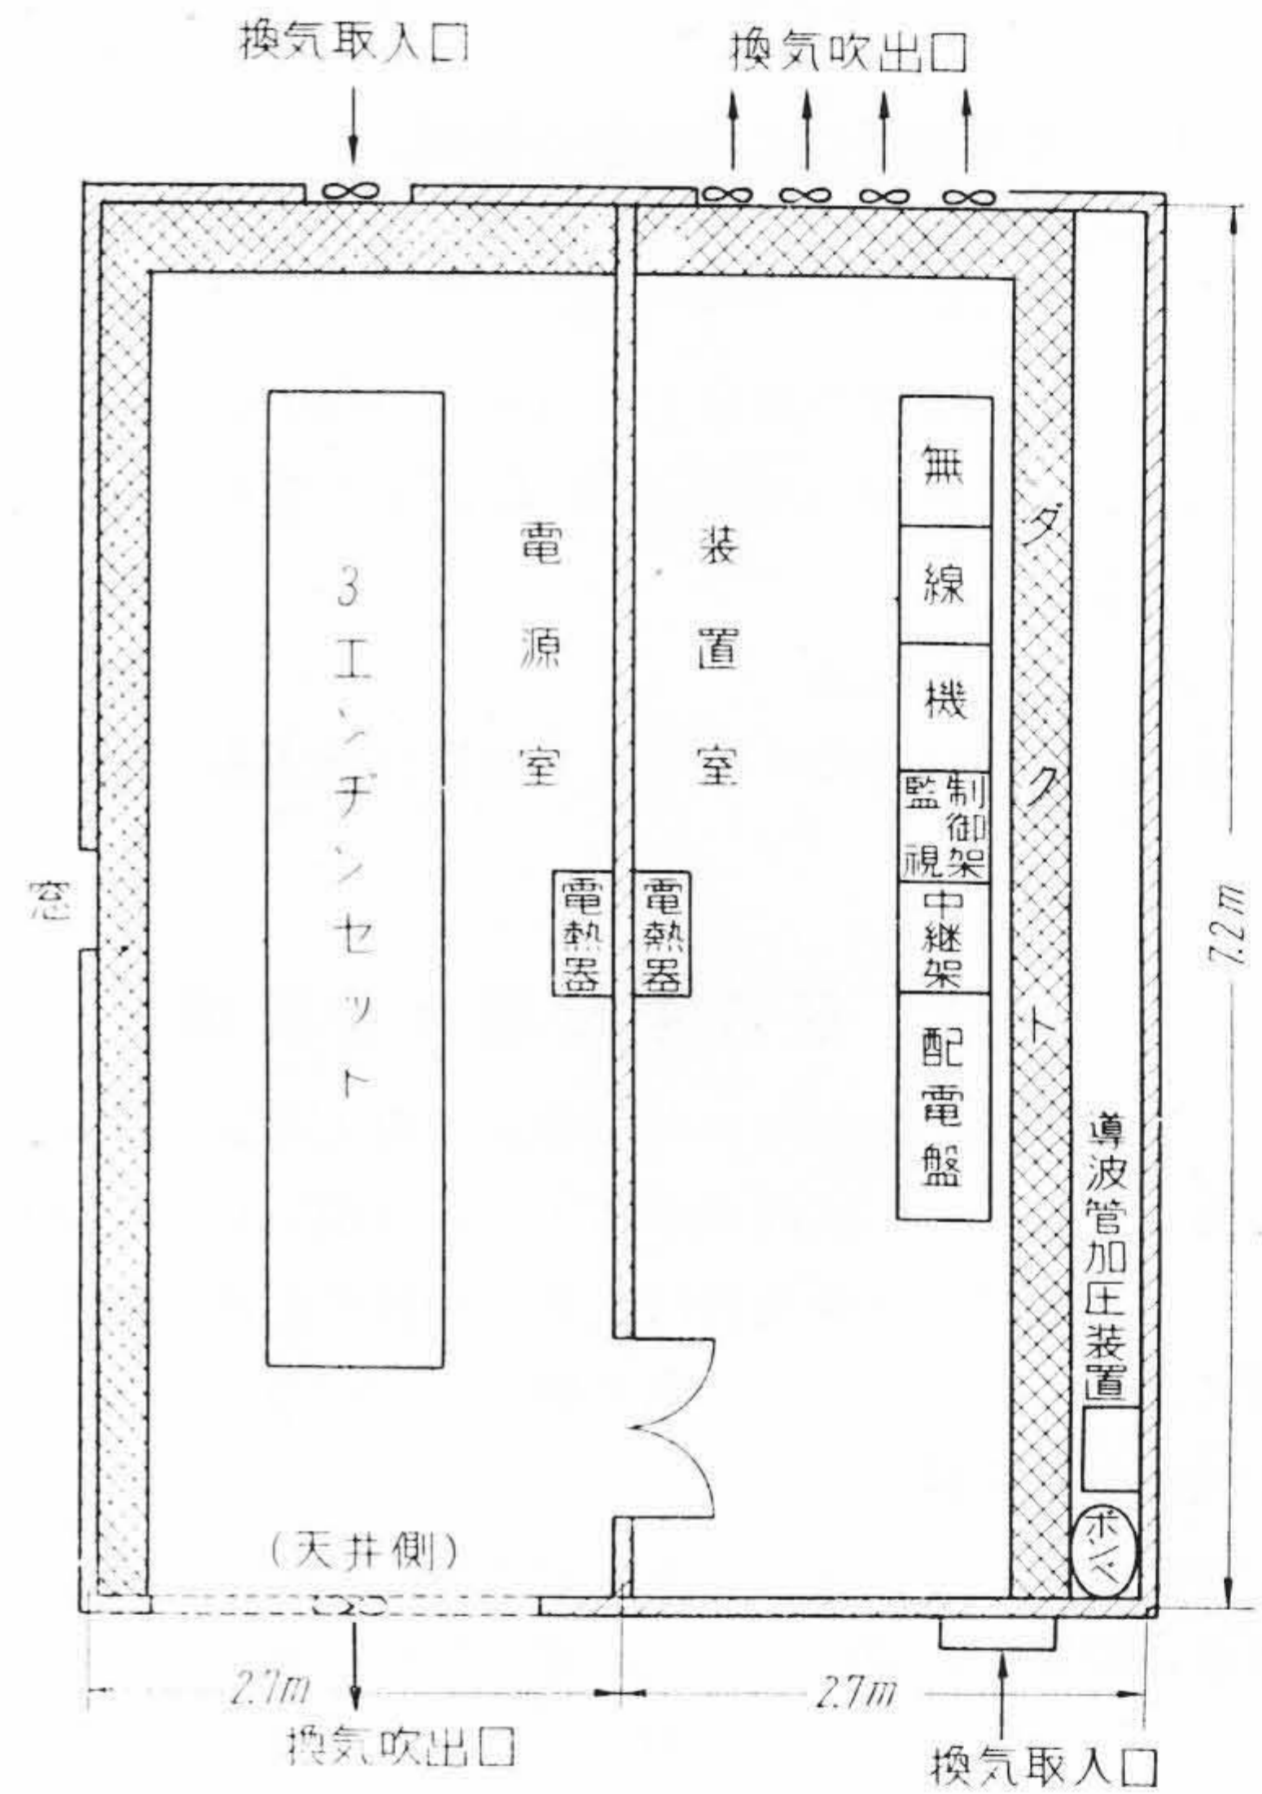 換気取入口
換気吹出口
3エンヂンセット
電源室
装置室
無線機
監視
制御架
中継架
配電盤
ダクト
窓
電熱器
電熱器
7.2m
導波管加圧装置
ボンベ
(天井側)
2.7m
2.7m
換気吹出口
換気取入口